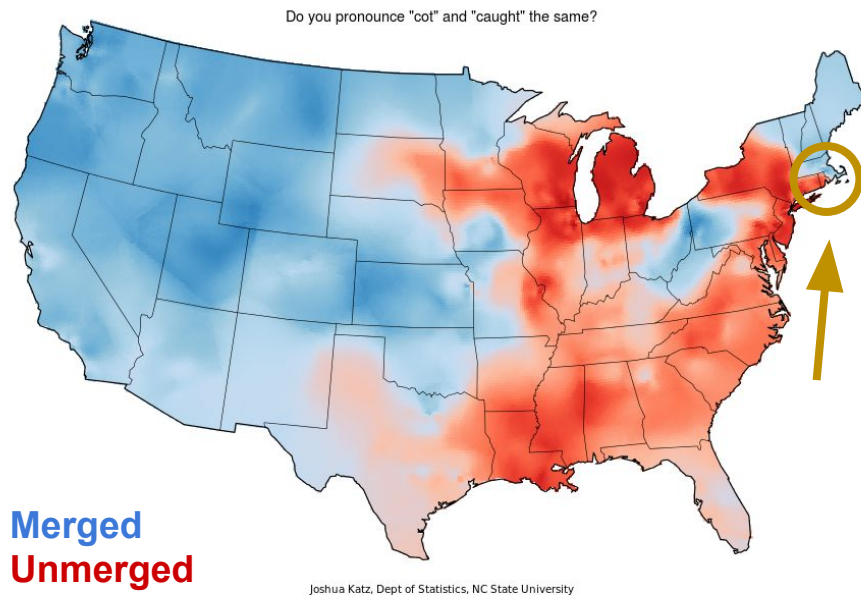 Do you pronounce "cot" and "caught" the same?
Merged
Unmerged
Joshua Katz, Dept of Statistics, NC State University